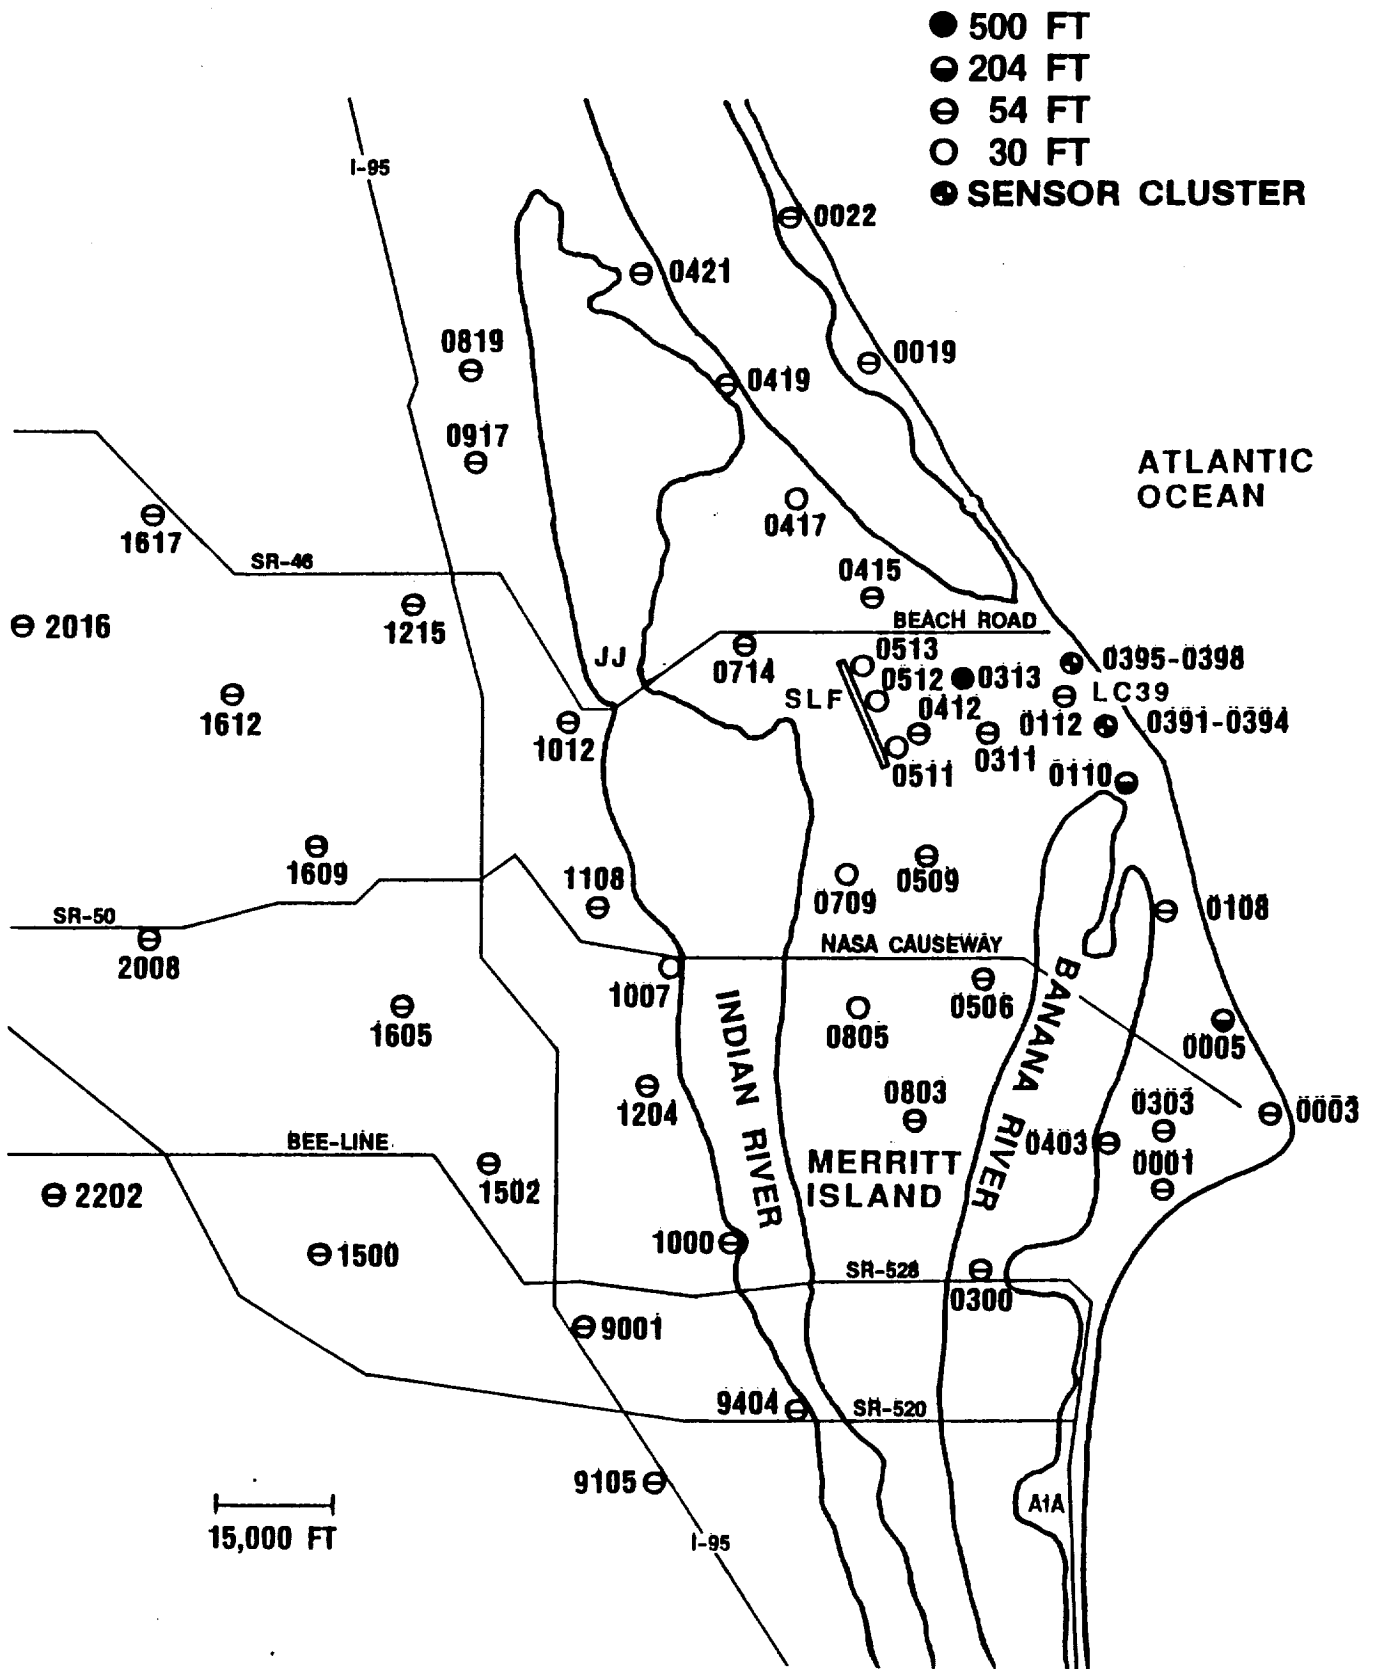 500 FT
204 FT
54 FT
30 FT
SENSOR CLUSTER
I-95
0022
0421
0819
0019
0419
0917
ATLANTIC
OCEAN
0417
1617
SR-46
0415
1215
2016
BEACH ROAD
0513
JJ
0714
0395-0398
0512
0313
SLF
LC39
1612
0412
0112
0391-0394
1012
0311
0511
0110
1609
1108
0509
0709
0108
SR-50
2008
NASA CAUSEWAY
1007
0506
1605
0805
0005
INDIAN RIVER
BANANA RIVER
1204
0803
0303
0003
BEE-LINE
0403
0001
MERRITT
ISLAND
2202
1502
1000
1500
SR-528
0300
9001
9404
SR-520
9105
A1A
15,000 FT
I-95